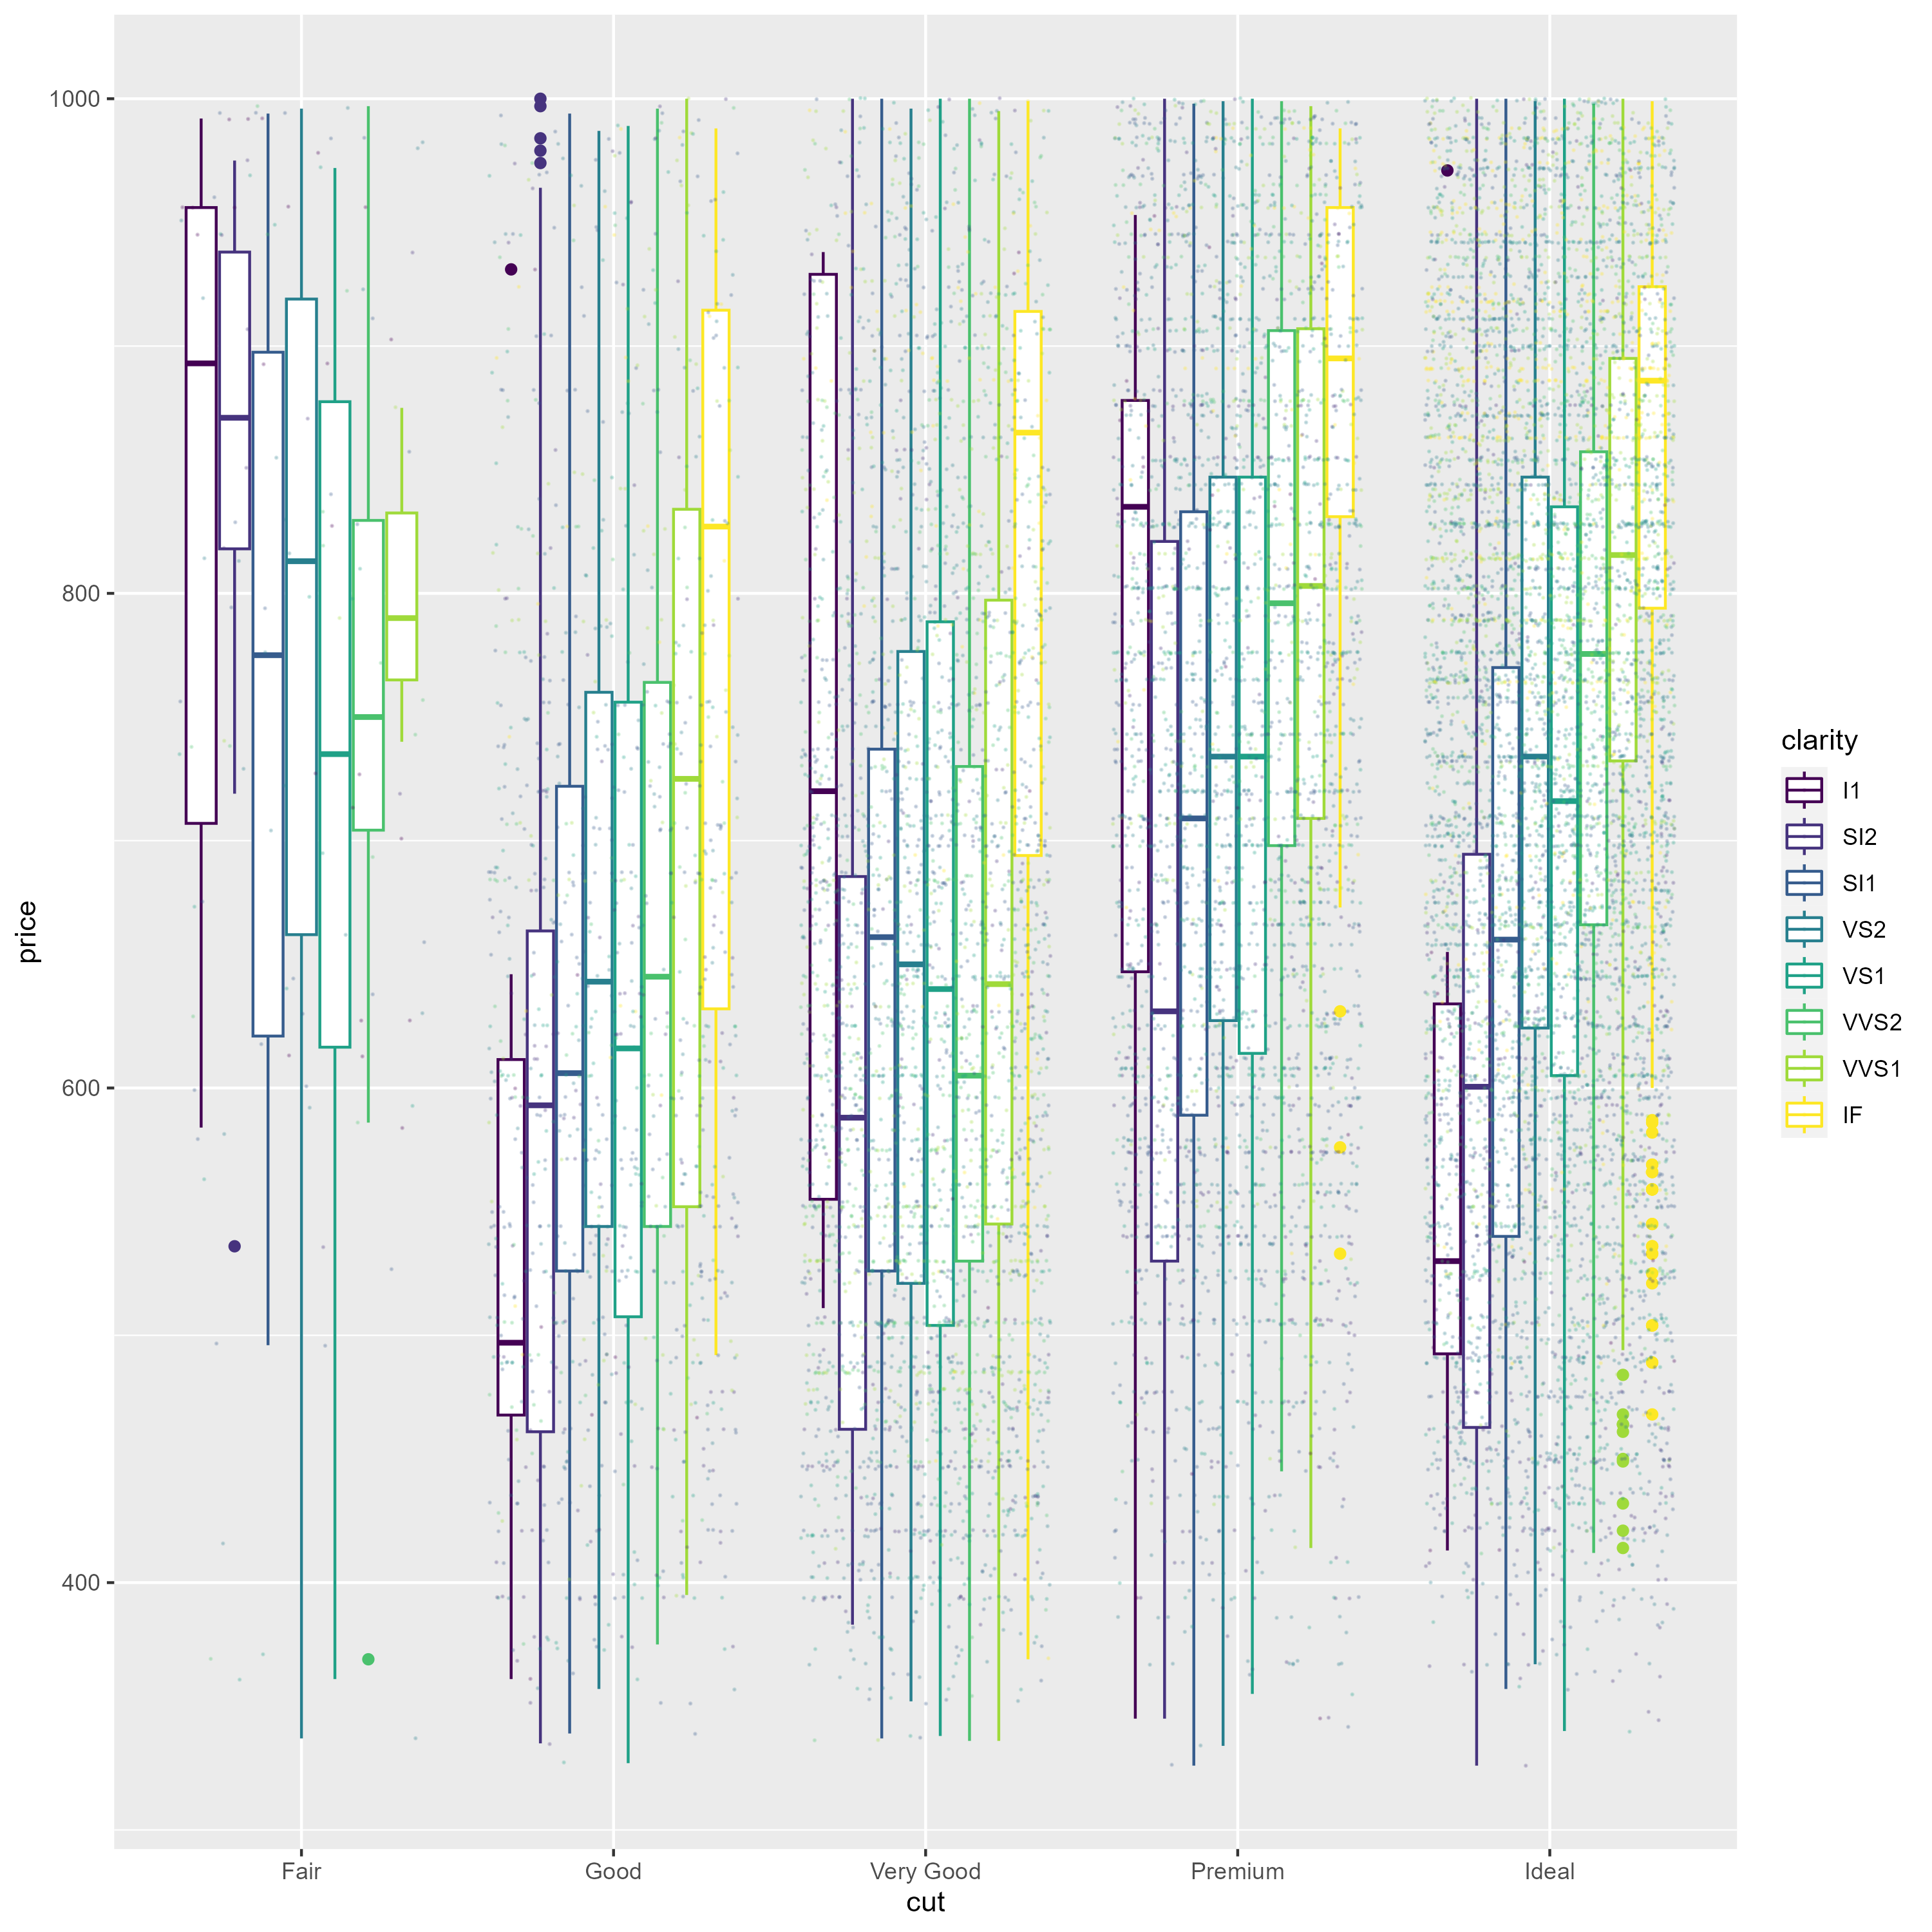 1000
800
600
400
price
Fair
Good
Very Good
Premium
Ideal
cut
clarity
I1
SI2
SI1
VS2
VS1
VVS2
VVS1
IF